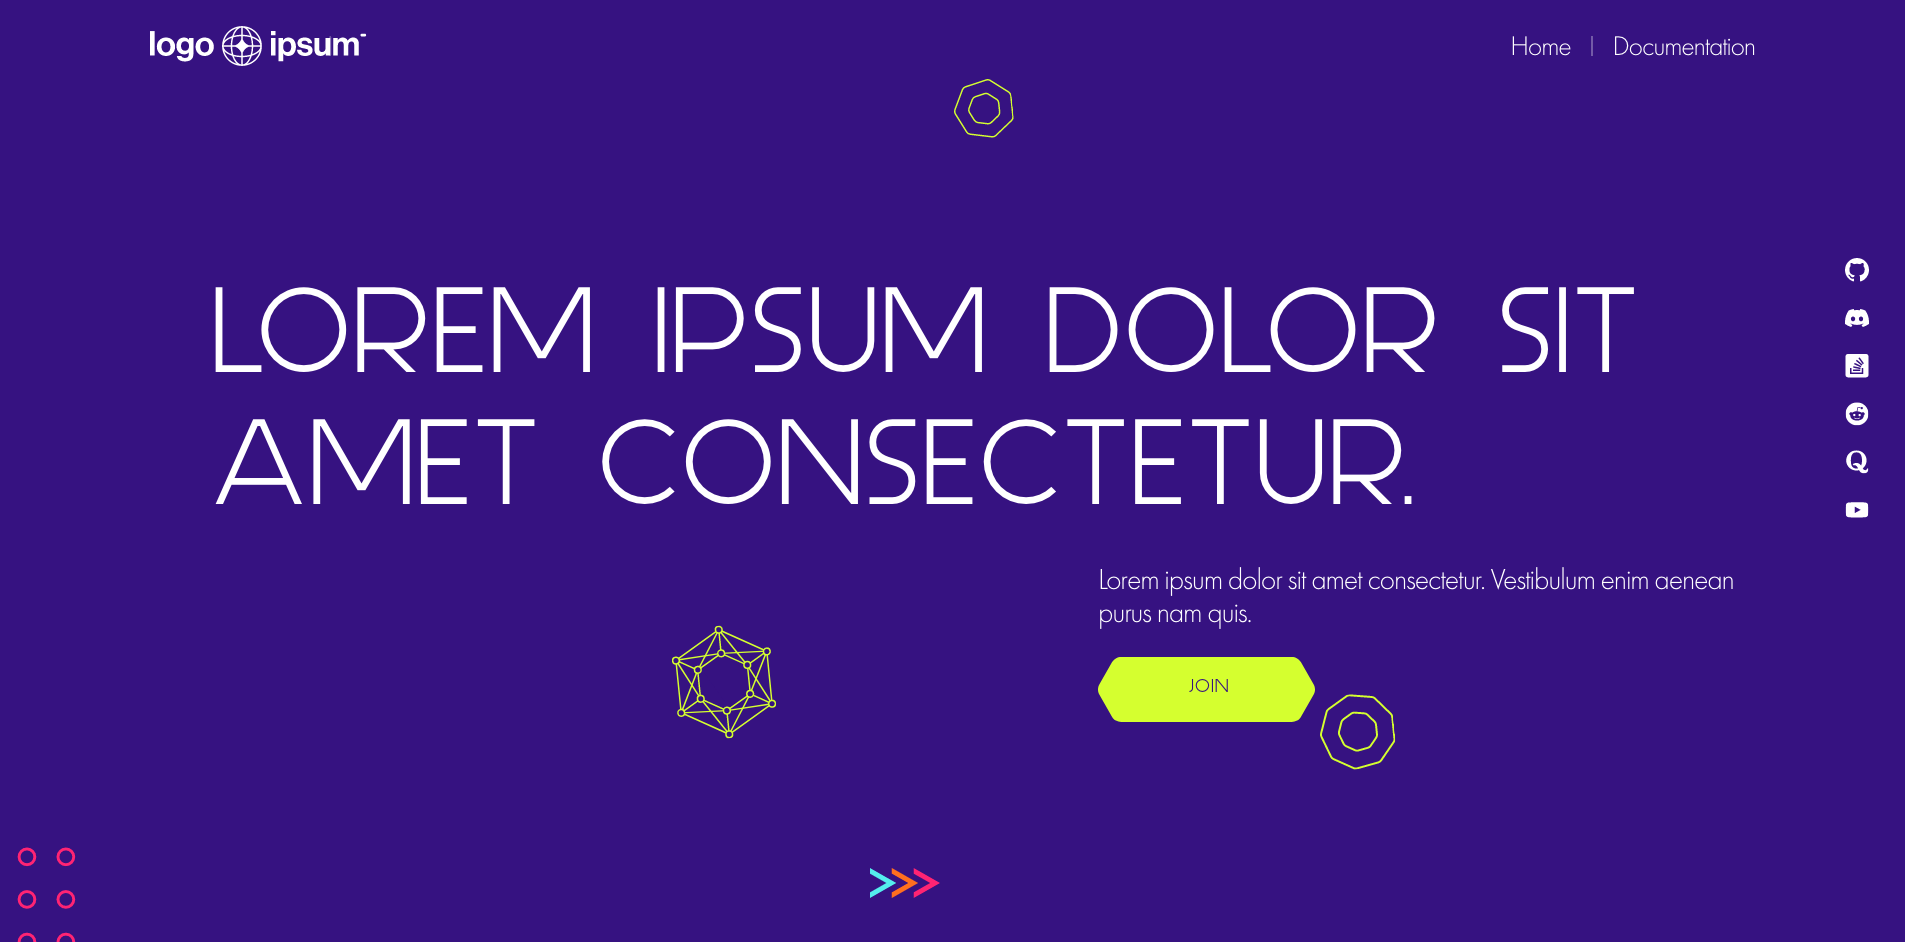 logo ipsum
Home | Documentation
LOREM IPSUM DOLOR SIT
AMET CONSECTETUR.
Lorem ipsum dolor sit amet consectetur. Vestibulum enim aenean
purus nam quis.
JOIN